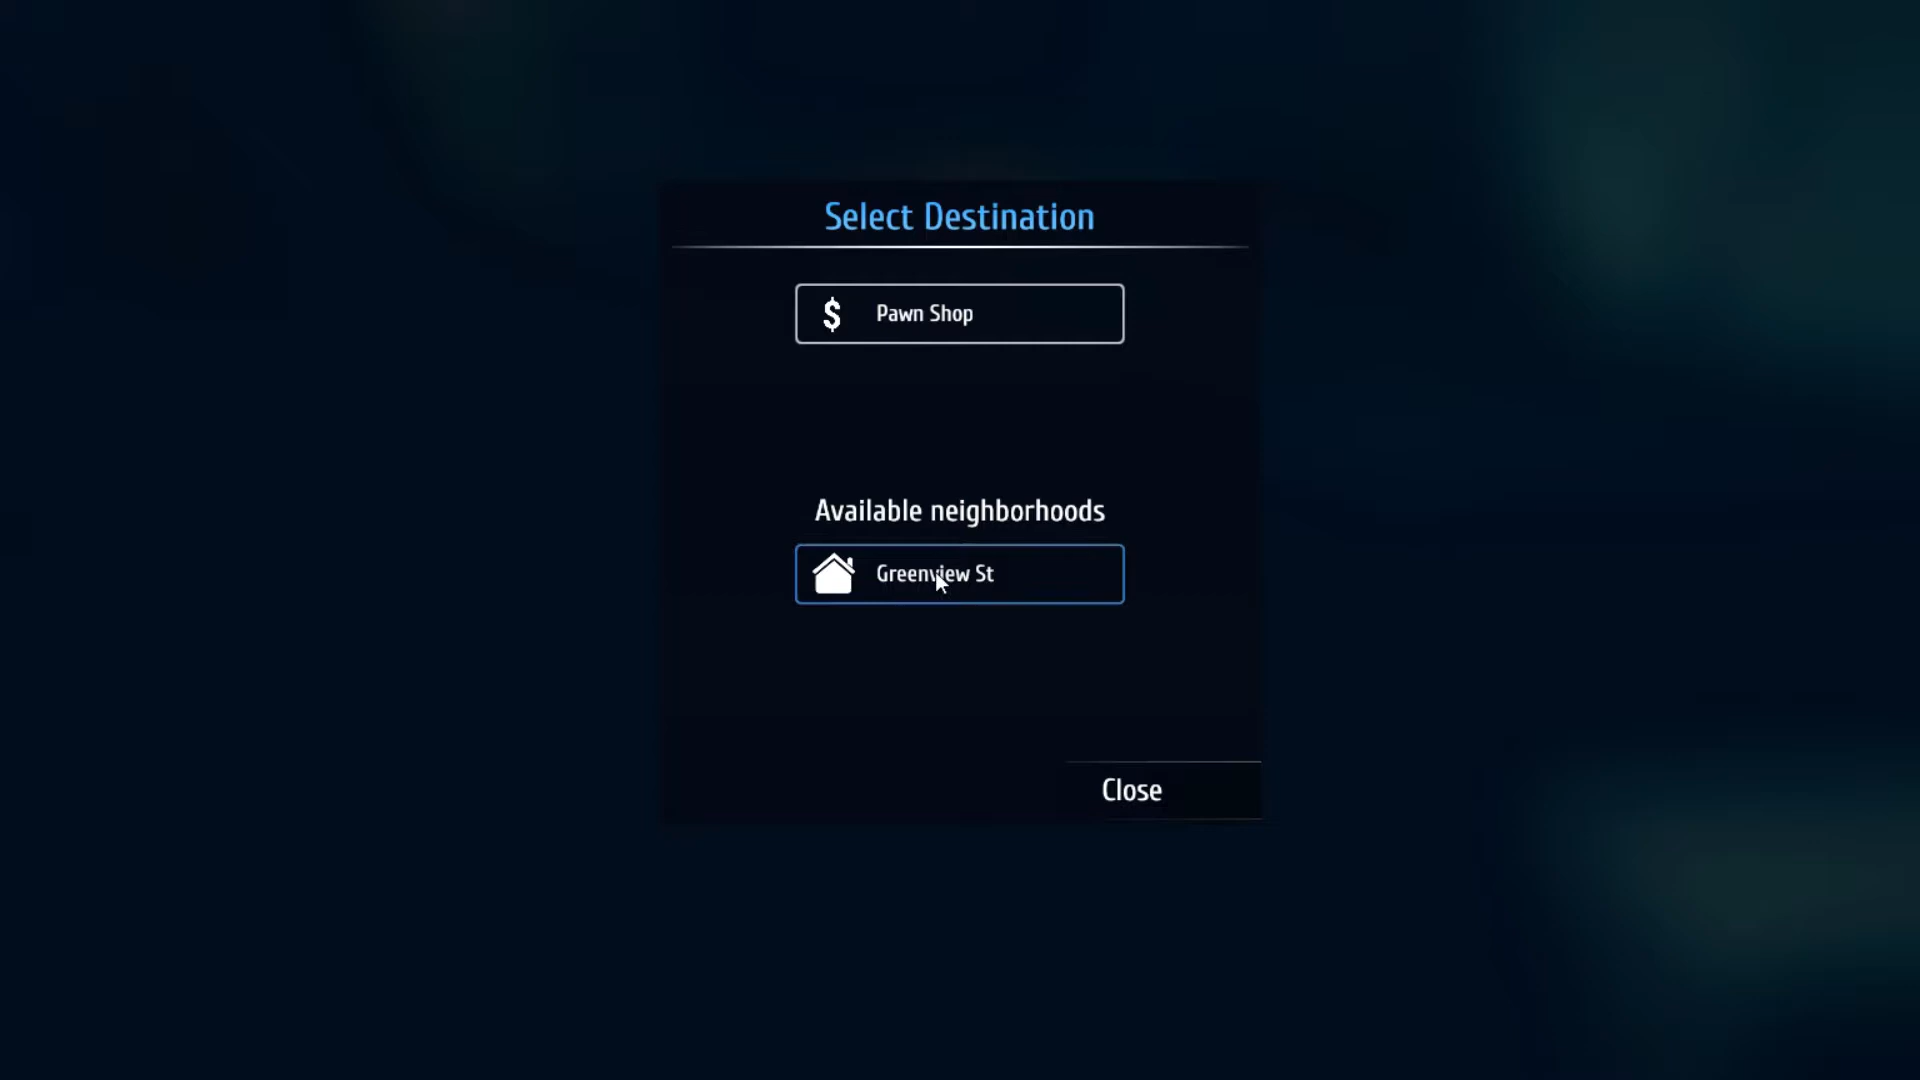 Select Destination
$ Pawn Shop
Available neighborhoods
Greenview St
Close